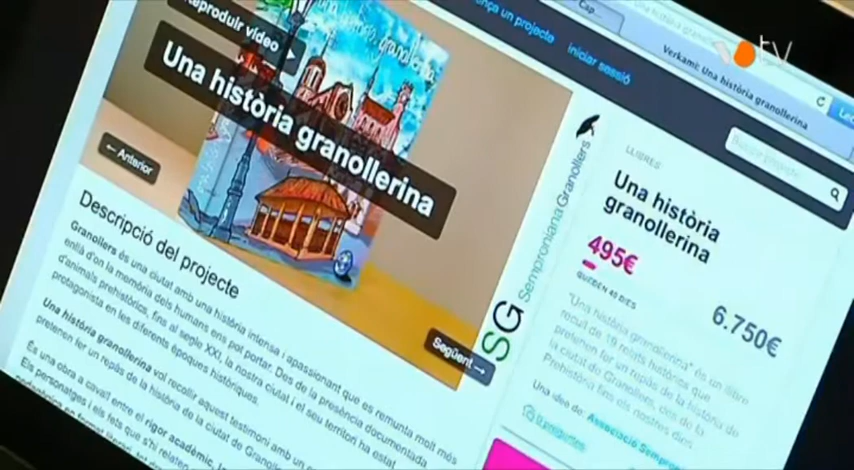 Reproduir vídeo
Una història granollerina
← Anterior
Següent →
Descripció del projecte
Granollers és una ciutat amb una història intensa i apassionant que es remunta molt més
enllà d'on la memòria dels humans ens pot portar. Des de la presència documentada
d'animals prehistòrics, fins al segle XXI, la nostra ciutat i el seu territori ha estat
protagonista en les diferents èpoques històriques.
Una història granollerina vol recollir aquest testimoni amb un
pretenen fer un repàs de la història de la ciutat de Granollers
És una obra a cavall entre el rigor acadèmic,
Els personatges i els fets que s'hi relaten
SG Semproniana Granollers
un projecte
iniciar sessió
Cap...
Verkami: Una història granollerina
votv
LLIBRES
Una història
granollerina
495€
QUEDEN 40 DIES
6.750€
"Una història granollerina" és un llibre
recull de 19 relats històrics que
pretenen fer un repàs de la història de
la ciutat de Granollers, des de la
Prehistòria fins els nostres dies.
Una idea de: Associació Sempro